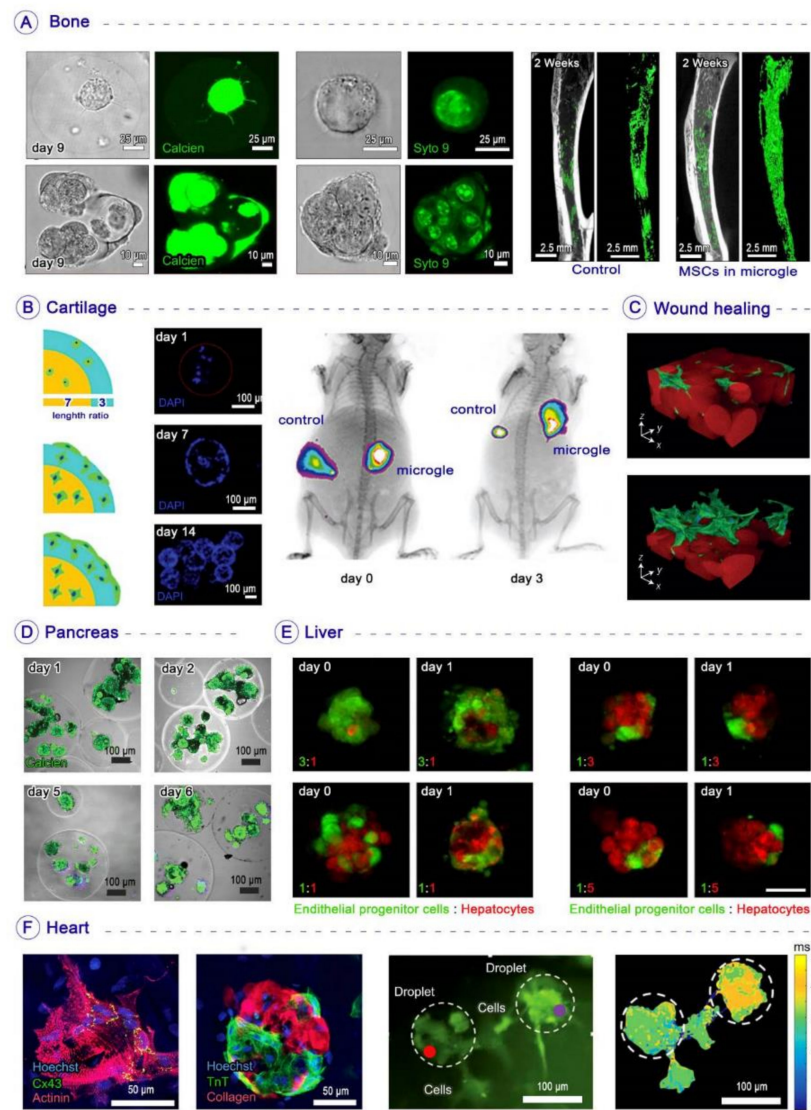 A Bone
day 9
25 µm
Calcien
25 µm
25 µm
Syto 9
25 µm
day 9
10 µm
Calcien
10 µm
10 µm
Syto 9
10 µm
2 Weeks
2.5 mm
2.5 mm
Control
2 Weeks
2.5 mm
2.5 mm
MSCs in microgle
B Cartilage
7 3
lenghth ratio
day 1
DAPI
100 µm
day 7
DAPI
100 µm
day 14
DAPI
100 µm
control
microgle
day 0
control
microgle
day 3
C Wound healing
z
y
x
z
y
x
D Pancreas
day 1
Calcien
100 µm
day 2
100 µm
day 5
100 µm
day 6
100 µm
E Liver
day 0
3:1
day 1
3:1
day 0
1:3
day 1
1:3
day 0
1:1
day 1
1:1
day 0
1:5
day 1
1:5
Endithelial progenitor cells : Hepatocytes
Endithelial progenitor cells : Hepatocytes
F Heart
Hoechst
Cx43
Actinin
50 µm
Hoechst
TnT
Collagen
50 µm
Droplet
Droplet
Cells
Cells
100 µm
100 µm
ms